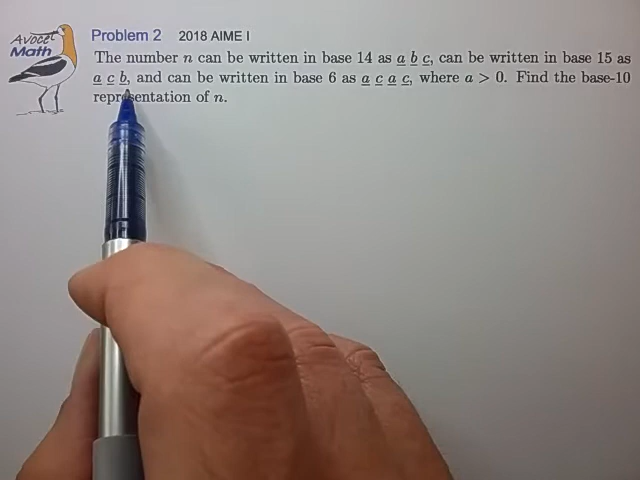 Avocet
Math
Problem 2 2018 AIME I
The number n can be written in base 14 as a b c, can be written in base 15 as
a c b, and can be written in base 6 as a c a c, where a > 0. Find the base-10
representation of n.